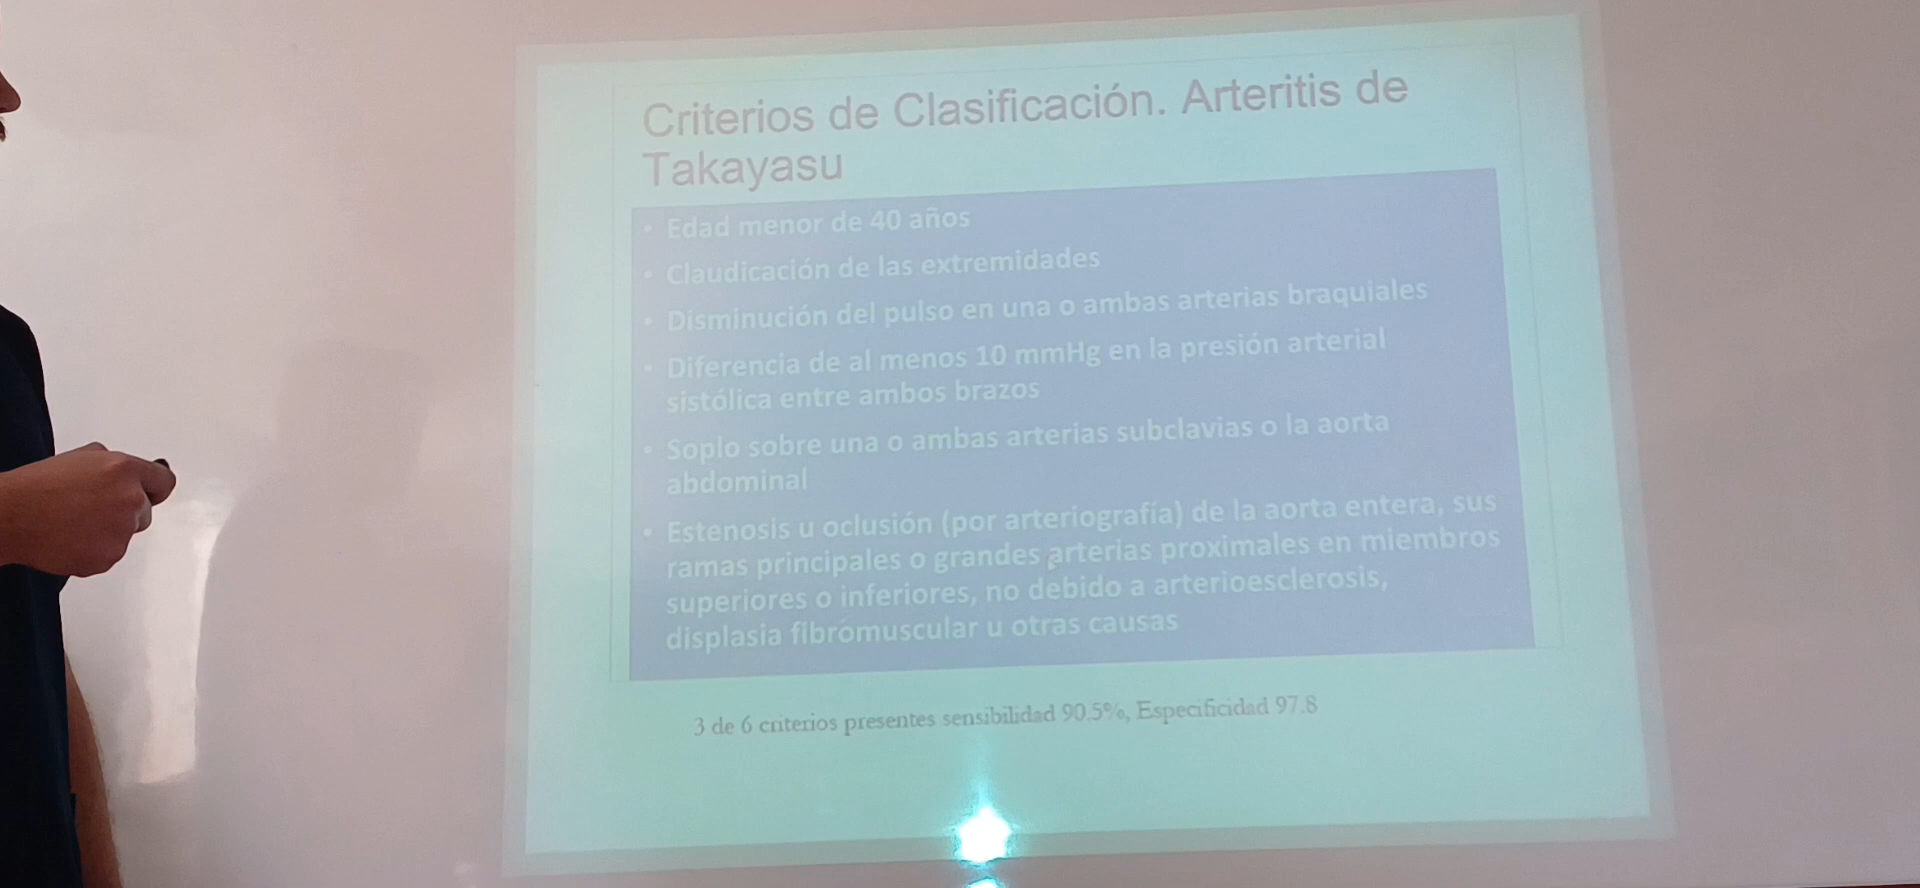 Criterios de Clasificación. Arteritis de
Takayasu
• Edad menor de 40 años
• Claudicación de las extremidades
• Disminución del pulso en una o ambas arterias braquiales
• Diferencia de al menos 10 mmHg en la presión arterial
sistólica entre ambos brazos
• Soplo sobre una o ambas arterias subclavias o la aorta
abdominal
• Estenosis u oclusión (por arteriografía) de la aorta entera, sus
ramas principales o grandes arterias proximales en miembros
superiores o inferiores, no debido a arterioesclerosis,
displasia fibromuscular u otras causas
3 de 6 criterios presentes sensibilidad 90.5%, Especificidad 97.8